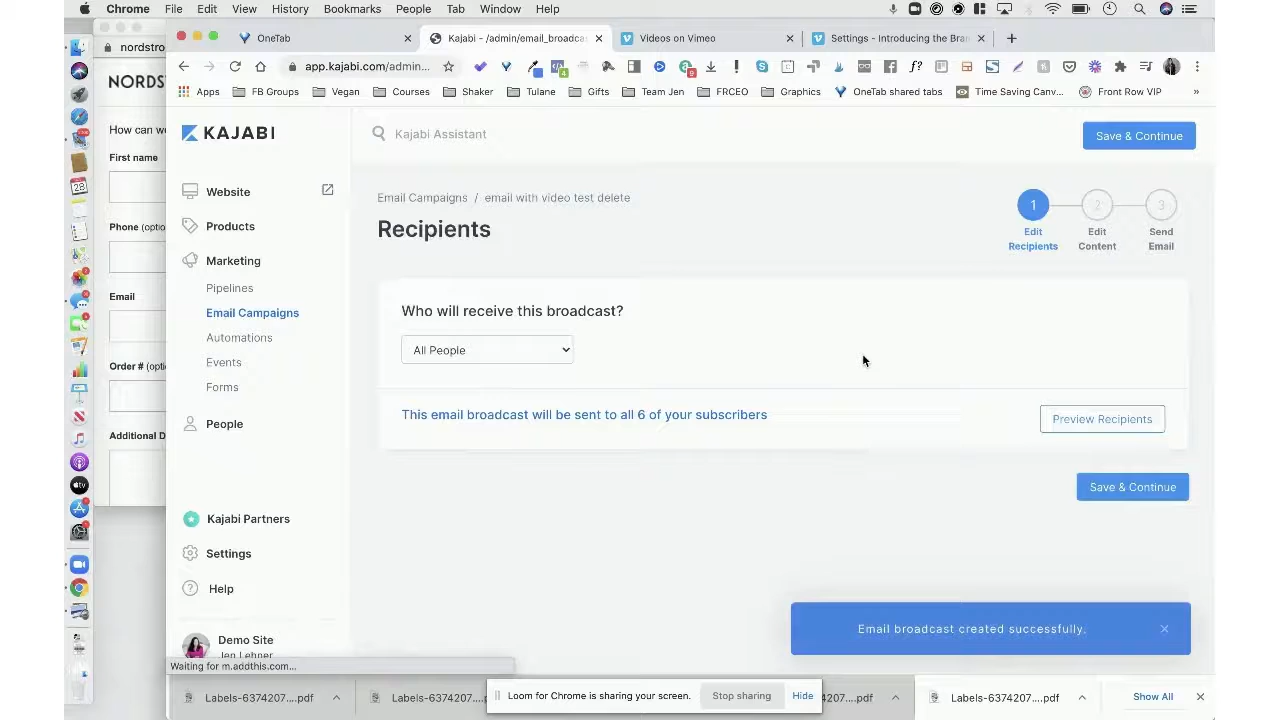 Chrome File Edit View History Bookmarks People Tab Window Help
OneTab
Kajabi - /admin/email_broadcas
Videos on Vimeo
Settings - Introducing the Bra
nordstro
app.kajabi.com/admin...
Apps FB Groups Vegan Courses Shaker Tulane Gifts Team Jen FRCEO Graphics OneTab shared tabs Time Saving Canv... Front Row VIP »
NORDS
How can we
First name
Phone (optio
Email
Order # (optio
Additional D
KAJABI
Kajabi Assistant
Save & Continue
Website
Products
Marketing
Pipelines
Email Campaigns
Automations
Events
Forms
People
Kajabi Partners
Settings
Help
Demo Site
Jen Lehner
Email Campaigns / email with video test delete
Recipients
1 2 3
Edit Recipients
Edit Content
Send Email
Who will receive this broadcast?
All People
This email broadcast will be sent to all 6 of your subscribers
Preview Recipients
Save & Continue
Email broadcast created successfully.
Waiting for m.addthis.com...
Labels-6374207....pdf
Labels-6374207....p
Loom for Chrome is sharing your screen.
Stop sharing
Hide
4207....pdf
Labels-6374207....pdf
Show All